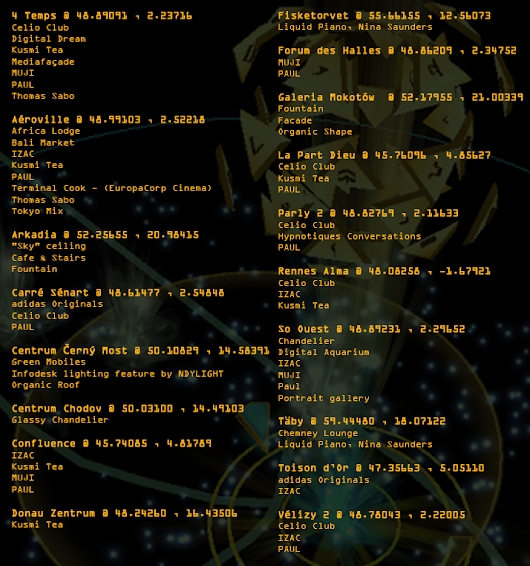 4 Temps @ 48.89091 , 2.23716
Celio Club
Digital Dream
Kusmi Tea
Mediafaçade
MUJI
PAUL
Thomas Sabo
Aéroville @ 48.99103 , 2.52218
Africa Lodge
Bali Market
IZAC
Kusmi Tea
PAUL
Terminal Cook - (EuropaCorp Cinema)
Thomas Sabo
Tokyo Mix
Arkadia @ 52.25655 , 20.98415
"Sky" ceiling
Cafe & Stairs
Fountain
Carré Sénart @ 48.61477 , 2.54848
adidas Originals
Celio Club
PAUL
Centrum Černý Most @ 50.10829 , 14.58391
Green Mobiles
Infodesk lighting feature by NDYLIGHT
Organic Roof
Centrum Chodov @ 50.03100 , 14.49103
Glassy Chandelier
Confluence @ 45.74085 , 4.81789
IZAC
Kusmi Tea
MUJI
PAUL
Donau Zentrum @ 48.24260 , 16.43506
Kusmi Tea
Fisketorvet @ 55.66155 , 12.56073
Liquid Piano, Nina Saunders
Forum des Halles @ 48.86209 , 2.34752
MUJI
PAUL
Galeria Mokotów @ 52.17955 , 21.00339
Fountain
Facade
Organic Shape
La Part Dieu @ 45.76096 , 4.85627
Celio Club
Kusmi Tea
PAUL
Parly 2 @ 48.82769 , 2.11633
Celio Club
Hypnotiques Conversations
PAUL
Rennes Alma @ 48.08258 , -1.67921
Celio Club
IZAC
Kusmi Tea
So Ouest @ 48.89231 , 2.29652
Chandelier
Digital Aquarium
IZAC
MUJI
Paul
Portrait gallery
Täby @ 59.44480 , 18.07122
Chemney Lounge
Liquid Piano, Nina Saunders
Toison d'Or @ 47.35663 , 5.05110
adidas Originals
IZAC
Vélizy 2 @ 48.78043 , 2.22005
Celio Club
IZAC
PAUL